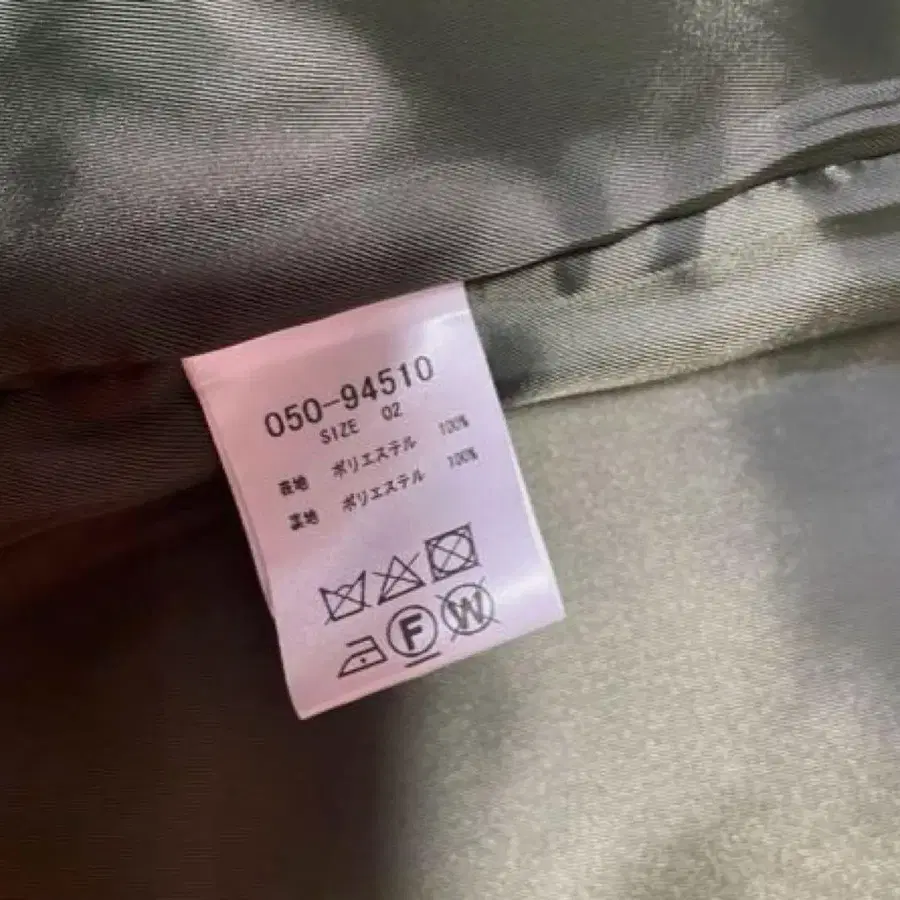 050-94510
SIZE 02
表地 ポリエステル 100%
裏地 ポリエステル 100%
F W